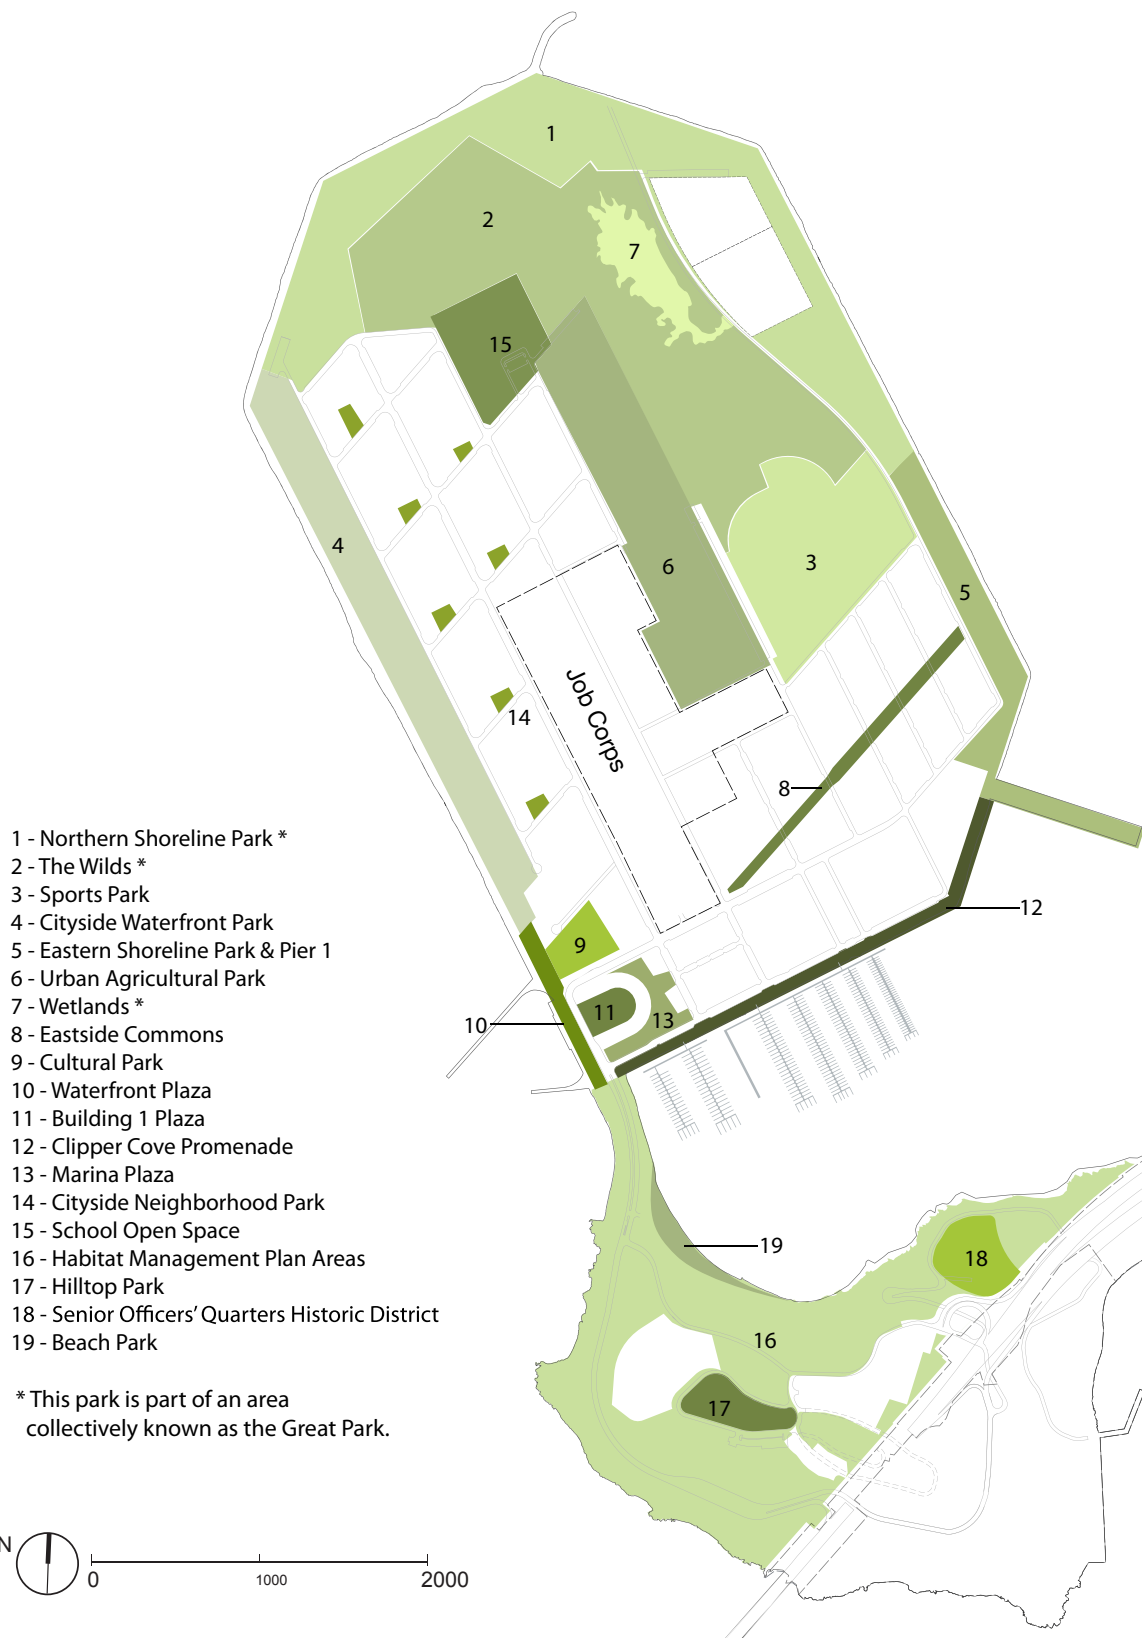 1
2
7
15
4
6
3
5
14
Job Corps
8
12
9
10
11
13
1 - Northern Shoreline Park *
2 - The Wilds *
3 - Sports Park
4 - Cityside Waterfront Park
5 - Eastern Shoreline Park & Pier 1
6 - Urban Agricultural Park
7 - Wetlands *
8 - Eastside Commons
9 - Cultural Park
10 - Waterfront Plaza
11 - Building 1 Plaza
12 - Clipper Cove Promenade
13 - Marina Plaza
14 - Cityside Neighborhood Park
15 - School Open Space
16 - Habitat Management Plan Areas
17 - Hilltop Park
18 - Senior Officers' Quarters Historic District
19 - Beach Park
* This park is part of an area
collectively known as the Great Park.
19
18
16
17
N
0 1000 2000